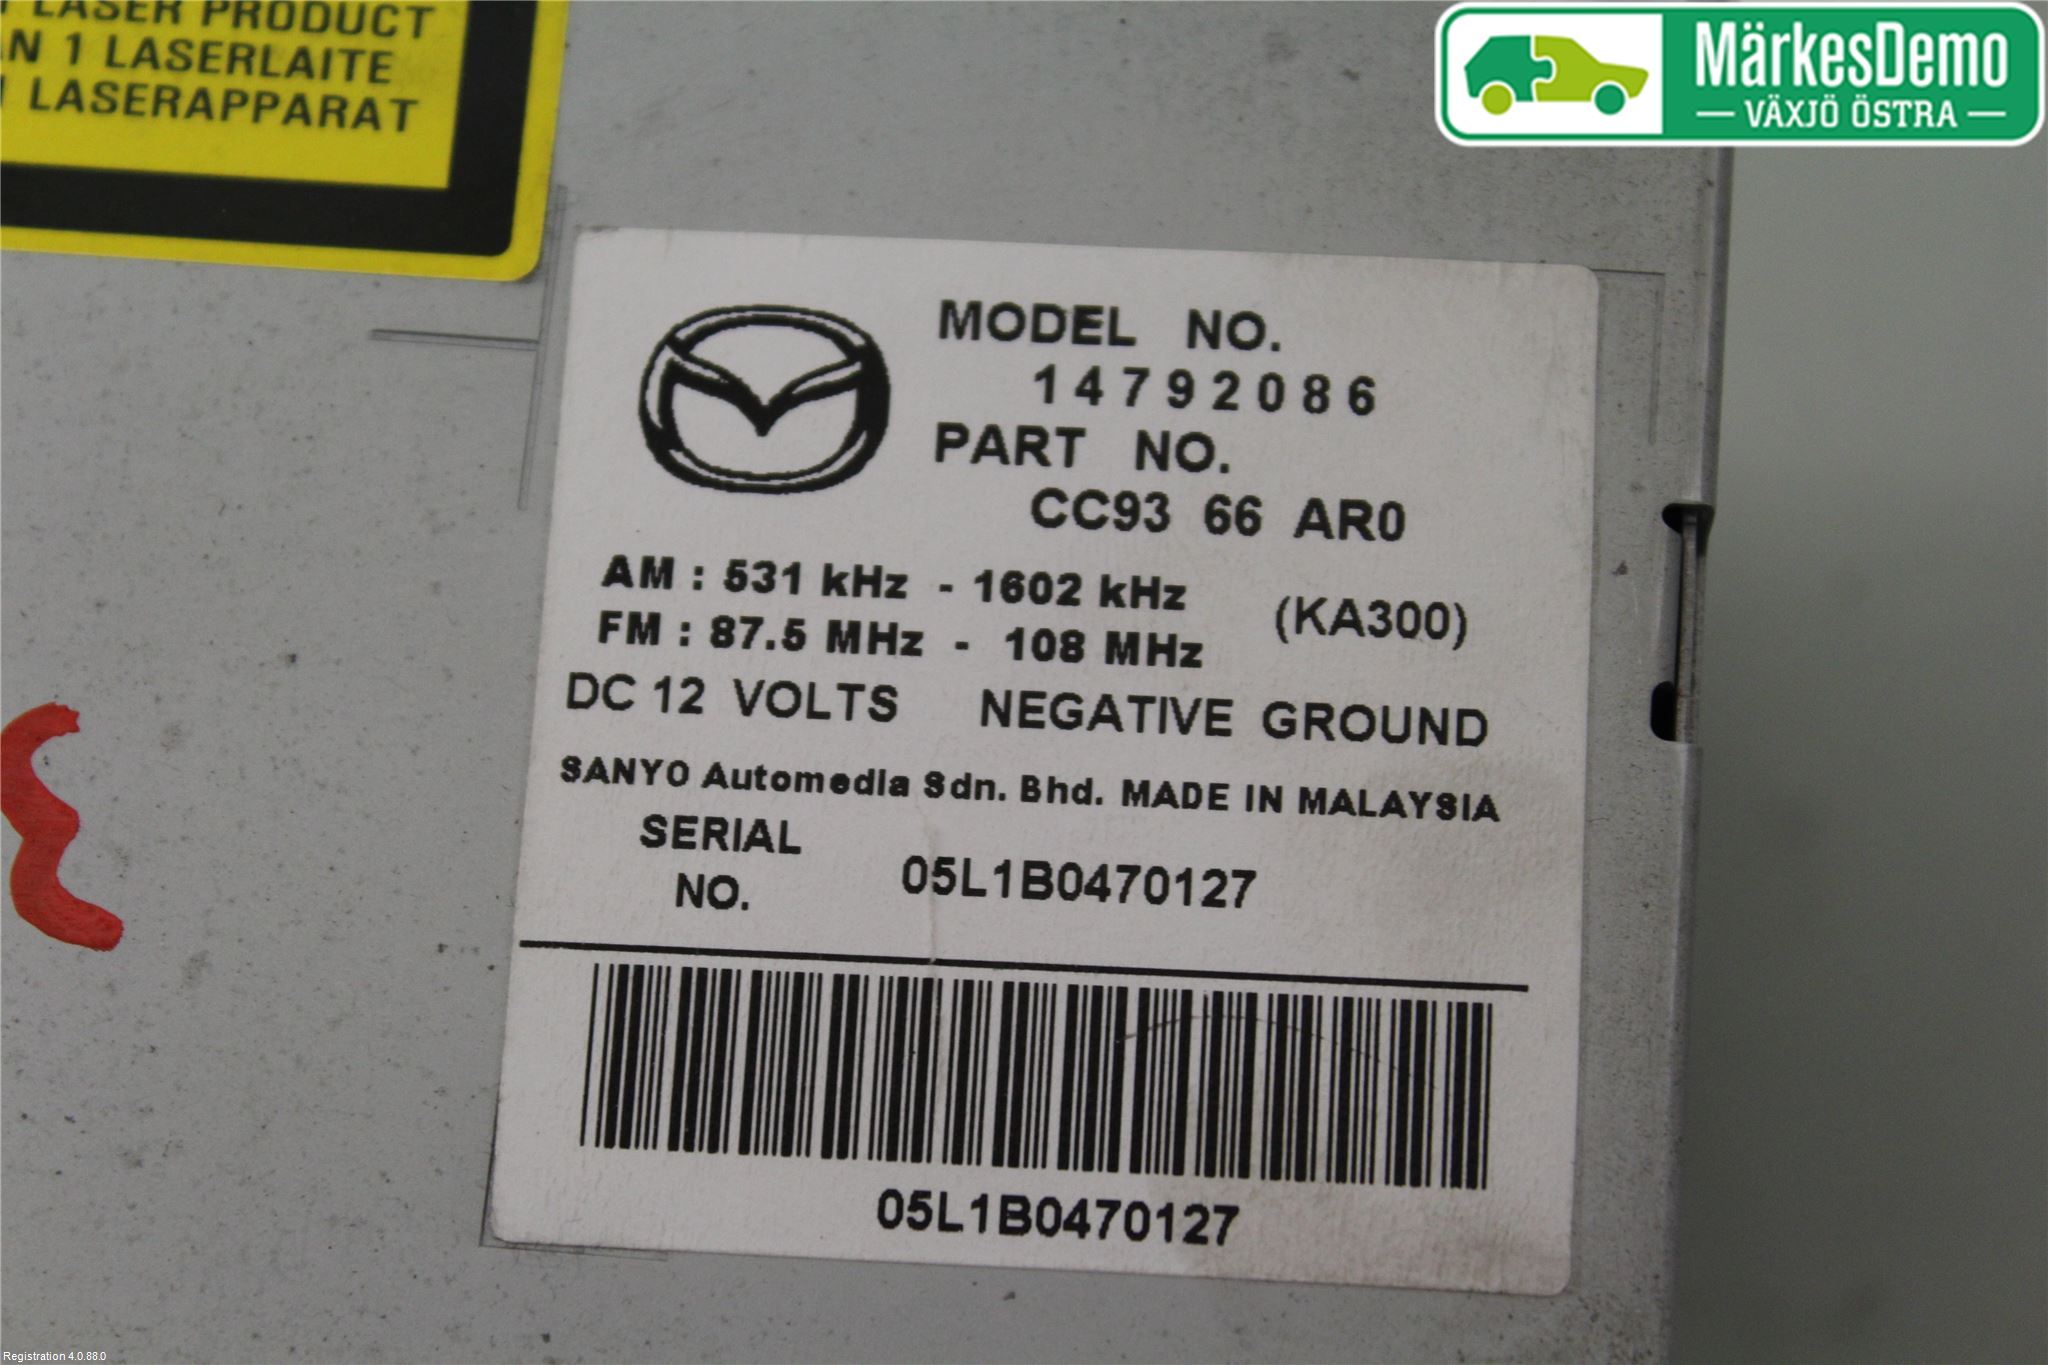 LASER PRODUCT
1 LASERLAITE
LASERAPPARAT
MärkesDemo
VÄXJÖ ÖSTRA
MODEL NO.
14792086
PART NO.
CC93 66 AR0
AM : 531 kHz - 1602 kHz
(KA300)
FM : 87.5 MHz - 108 MHz
DC 12 VOLTS NEGATIVE GROUND
SANYO Automedia Sdn. Bhd. MADE IN MALAYSIA
SERIAL
NO.
05L1B0470127
05L1B0470127
Registration 4.0.88.0